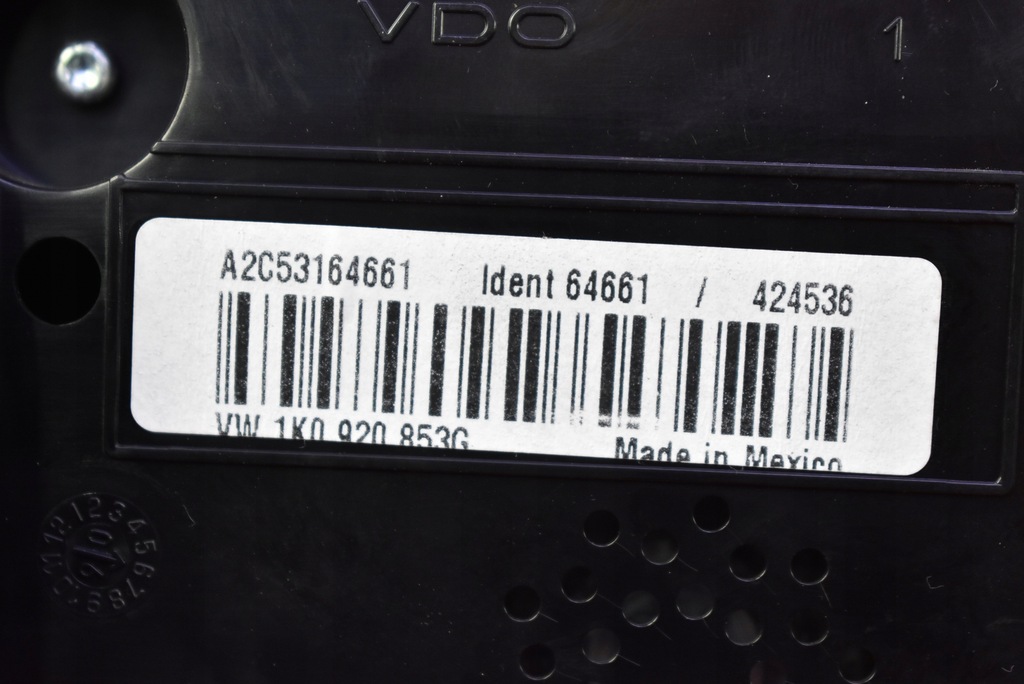 VDO
1
A2C53164661 Ident 64661 / 424536
VW 1K0 920 853G Made in Mexico